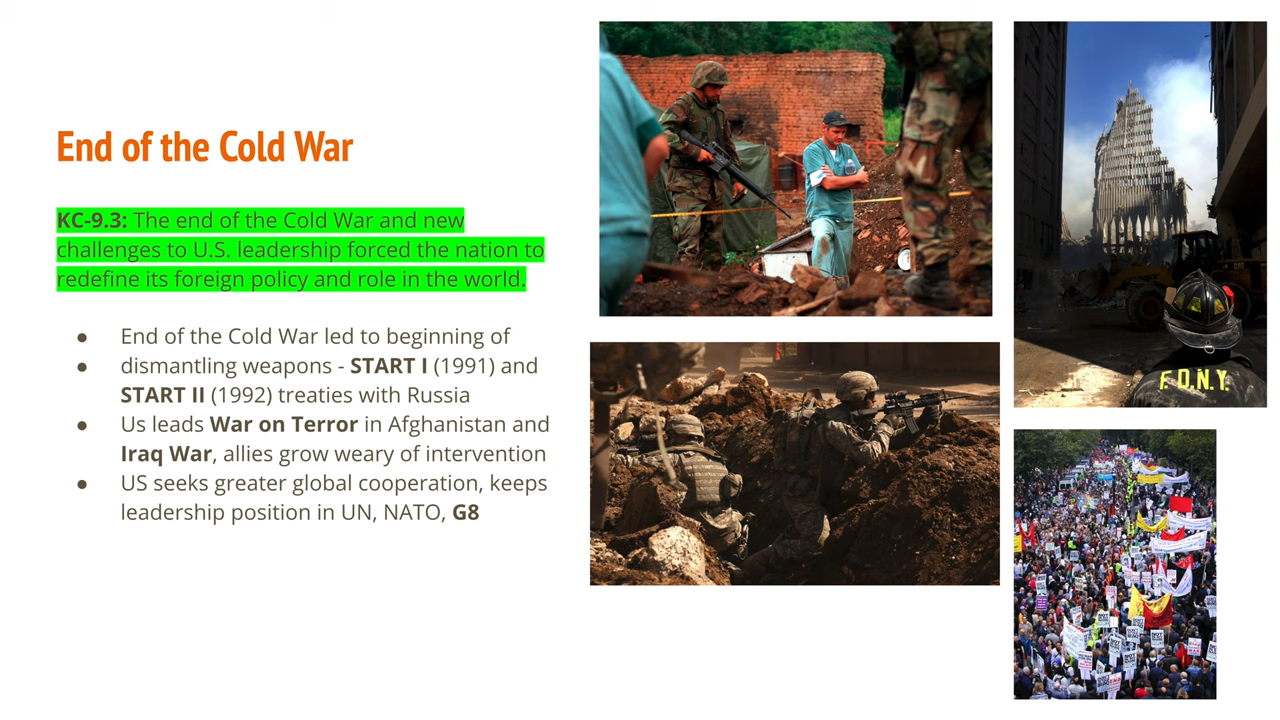 End of the Cold War
KC-9.3: The end of the Cold War and new
challenges to U.S. leadership forced the nation to
redefine its foreign policy and role in the world.
● End of the Cold War led to beginning of
● dismantling weapons - START I (1991) and
START II (1992) treaties with Russia
● Us leads War on Terror in Afghanistan and
Iraq War, allies grow weary of intervention
● US seeks greater global cooperation, keeps
leadership position in UN, NATO, G8
CAT
F.D.N.Y.